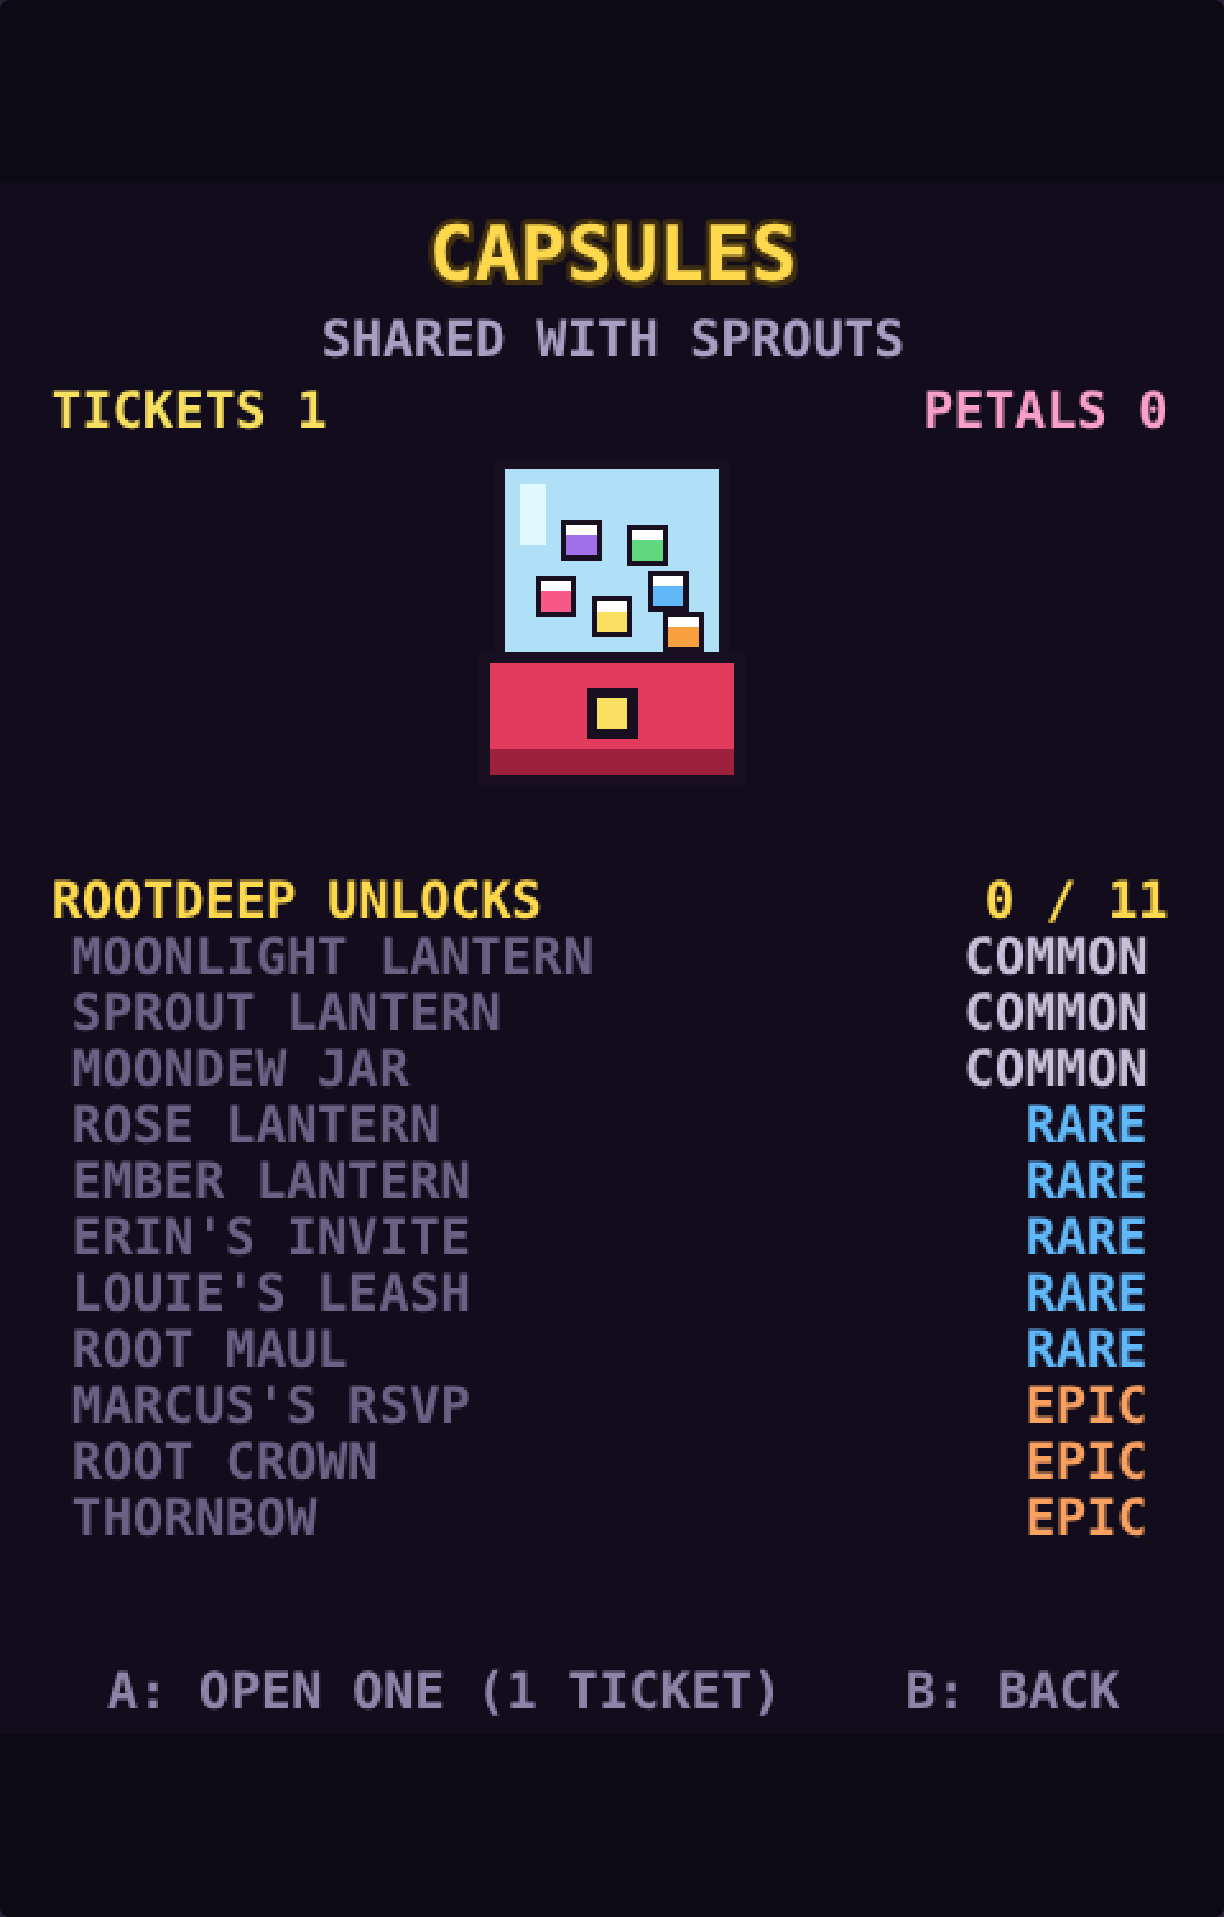 CAPSULES
SHARED WITH SPROUTS
TICKETS 1 PETALS 0
ROOTDEEP UNLOCKS 0 / 11
MOONLIGHT LANTERN COMMON
SPROUT LANTERN COMMON
MOONDEW JAR COMMON
ROSE LANTERN RARE
EMBER LANTERN RARE
ERIN'S INVITE RARE
LOUIE'S LEASH RARE
ROOT MAUL RARE
MARCUS'S RSVP EPIC
ROOT CROWN EPIC
THORNBOW EPIC
A: OPEN ONE (1 TICKET) B: BACK